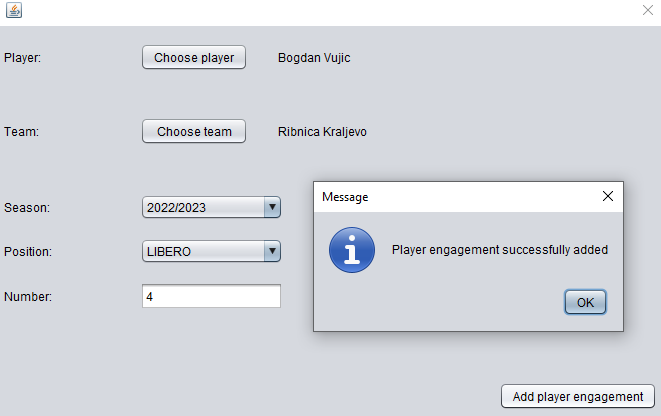 Player:
Choose player
Bogdan Vujic
Team:
Choose team
Ribnica Kraljevo
Season:
2022/2023
Position:
LIBERO
Number:
4
Message
Player engagement successfully added
OK
Add player engagement